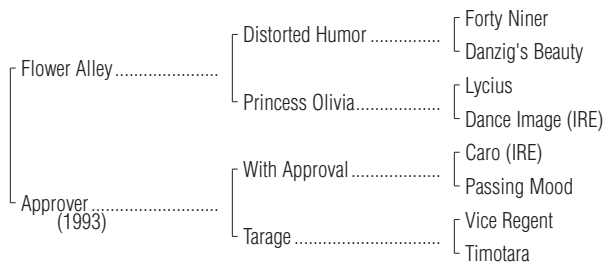 Forty Niner
Distorted Humor ................
Danzig's Beauty
Flower Alley .......................
Lycius
Princess Olivia...................
Dance Image (IRE)
Caro (IRE)
With Approval ....................
Passing Mood
Approver ............................
(1993)
Vice Regent
Tarage .................................
Timotara